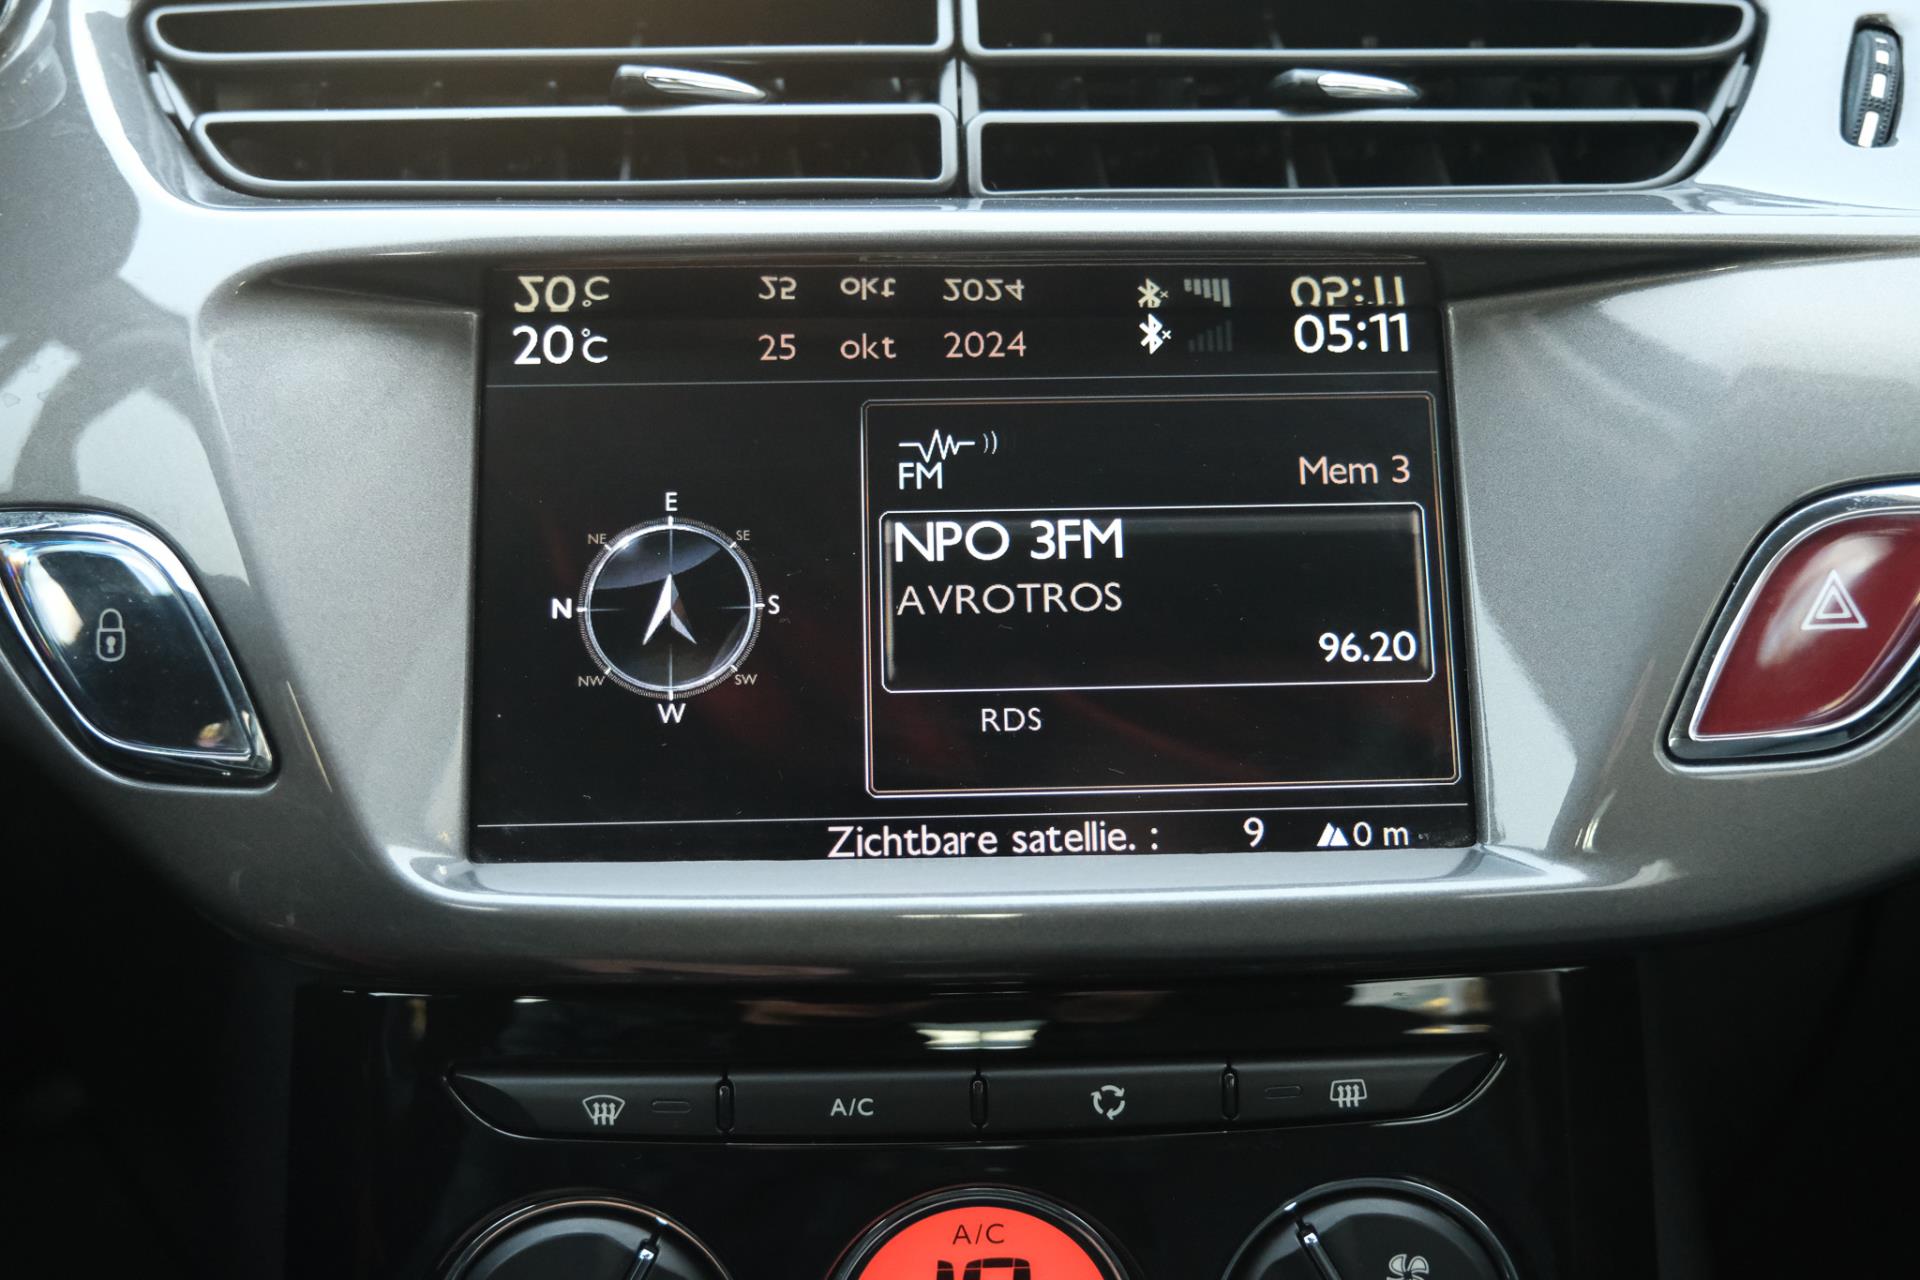 20°C 25 okt 2024 05:11
FM
Mem 3
NPO 3FM
AVROTROS
96.20
RDS
E
NE SE
N S
NW SW
W
Zichtbare satellie. : 9 0 m
A/C
A/C